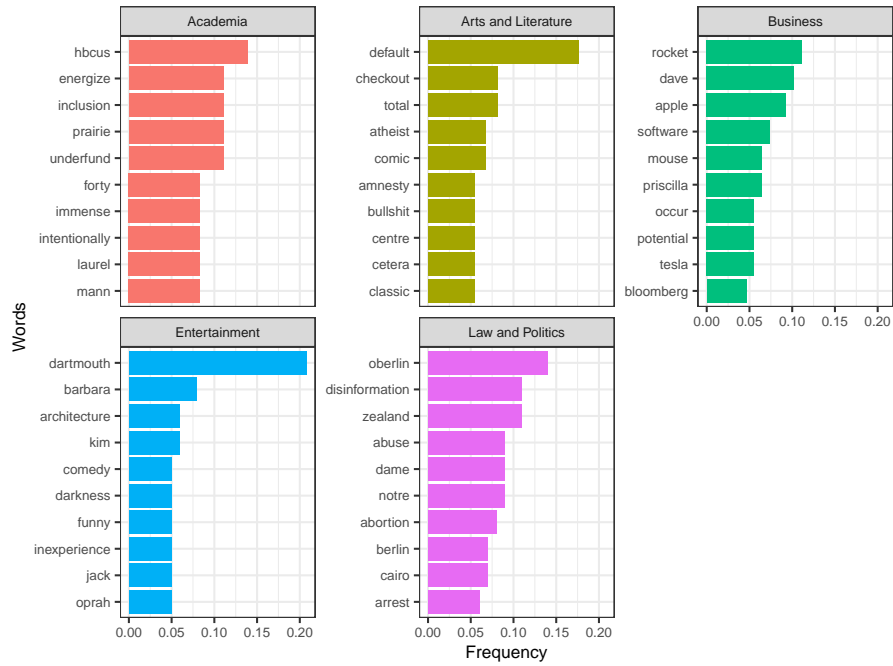 Academia
hbcus
energize
inclusion
prairie
underfund
forty
immense
intentionally
laurel
mann
Arts and Literature
default
checkout
total
atheist
comic
amnesty
bullshit
centre
cetera
classic
Business
rocket
dave
apple
software
mouse
priscilla
occur
potential
tesla
bloomberg
0.00 0.05 0.10 0.15 0.20
Words
Entertainment
dartmouth
barbara
architecture
kim
comedy
darkness
funny
inexperience
jack
oprah
0.00 0.05 0.10 0.15 0.20
Law and Politics
oberlin
disinformation
zealand
abuse
dame
notre
abortion
berlin
cairo
arrest
0.00 0.05 0.10 0.15 0.20
Frequency